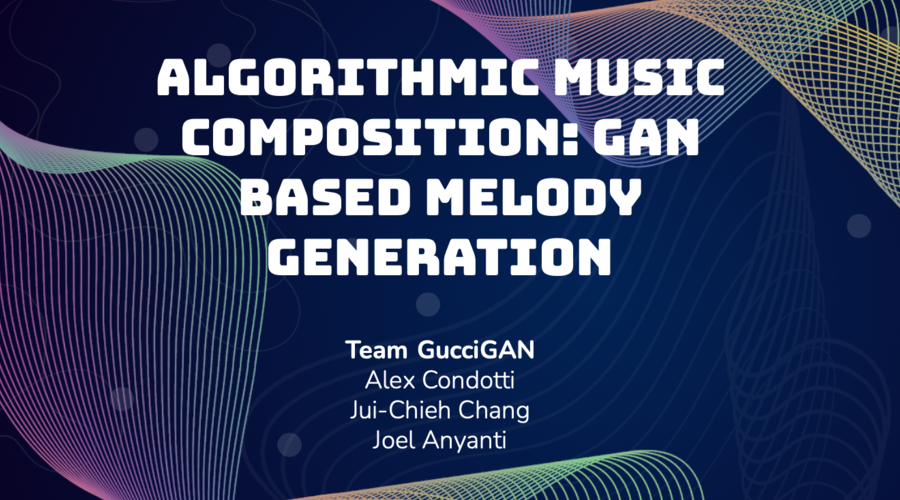 ALGORITHMIC MUSIC
COMPOSITION: GAN
BASED MELODY
GENERATION
Team GucciGAN
Alex Condotti
Jui-Chieh Chang
Joel Anyanti